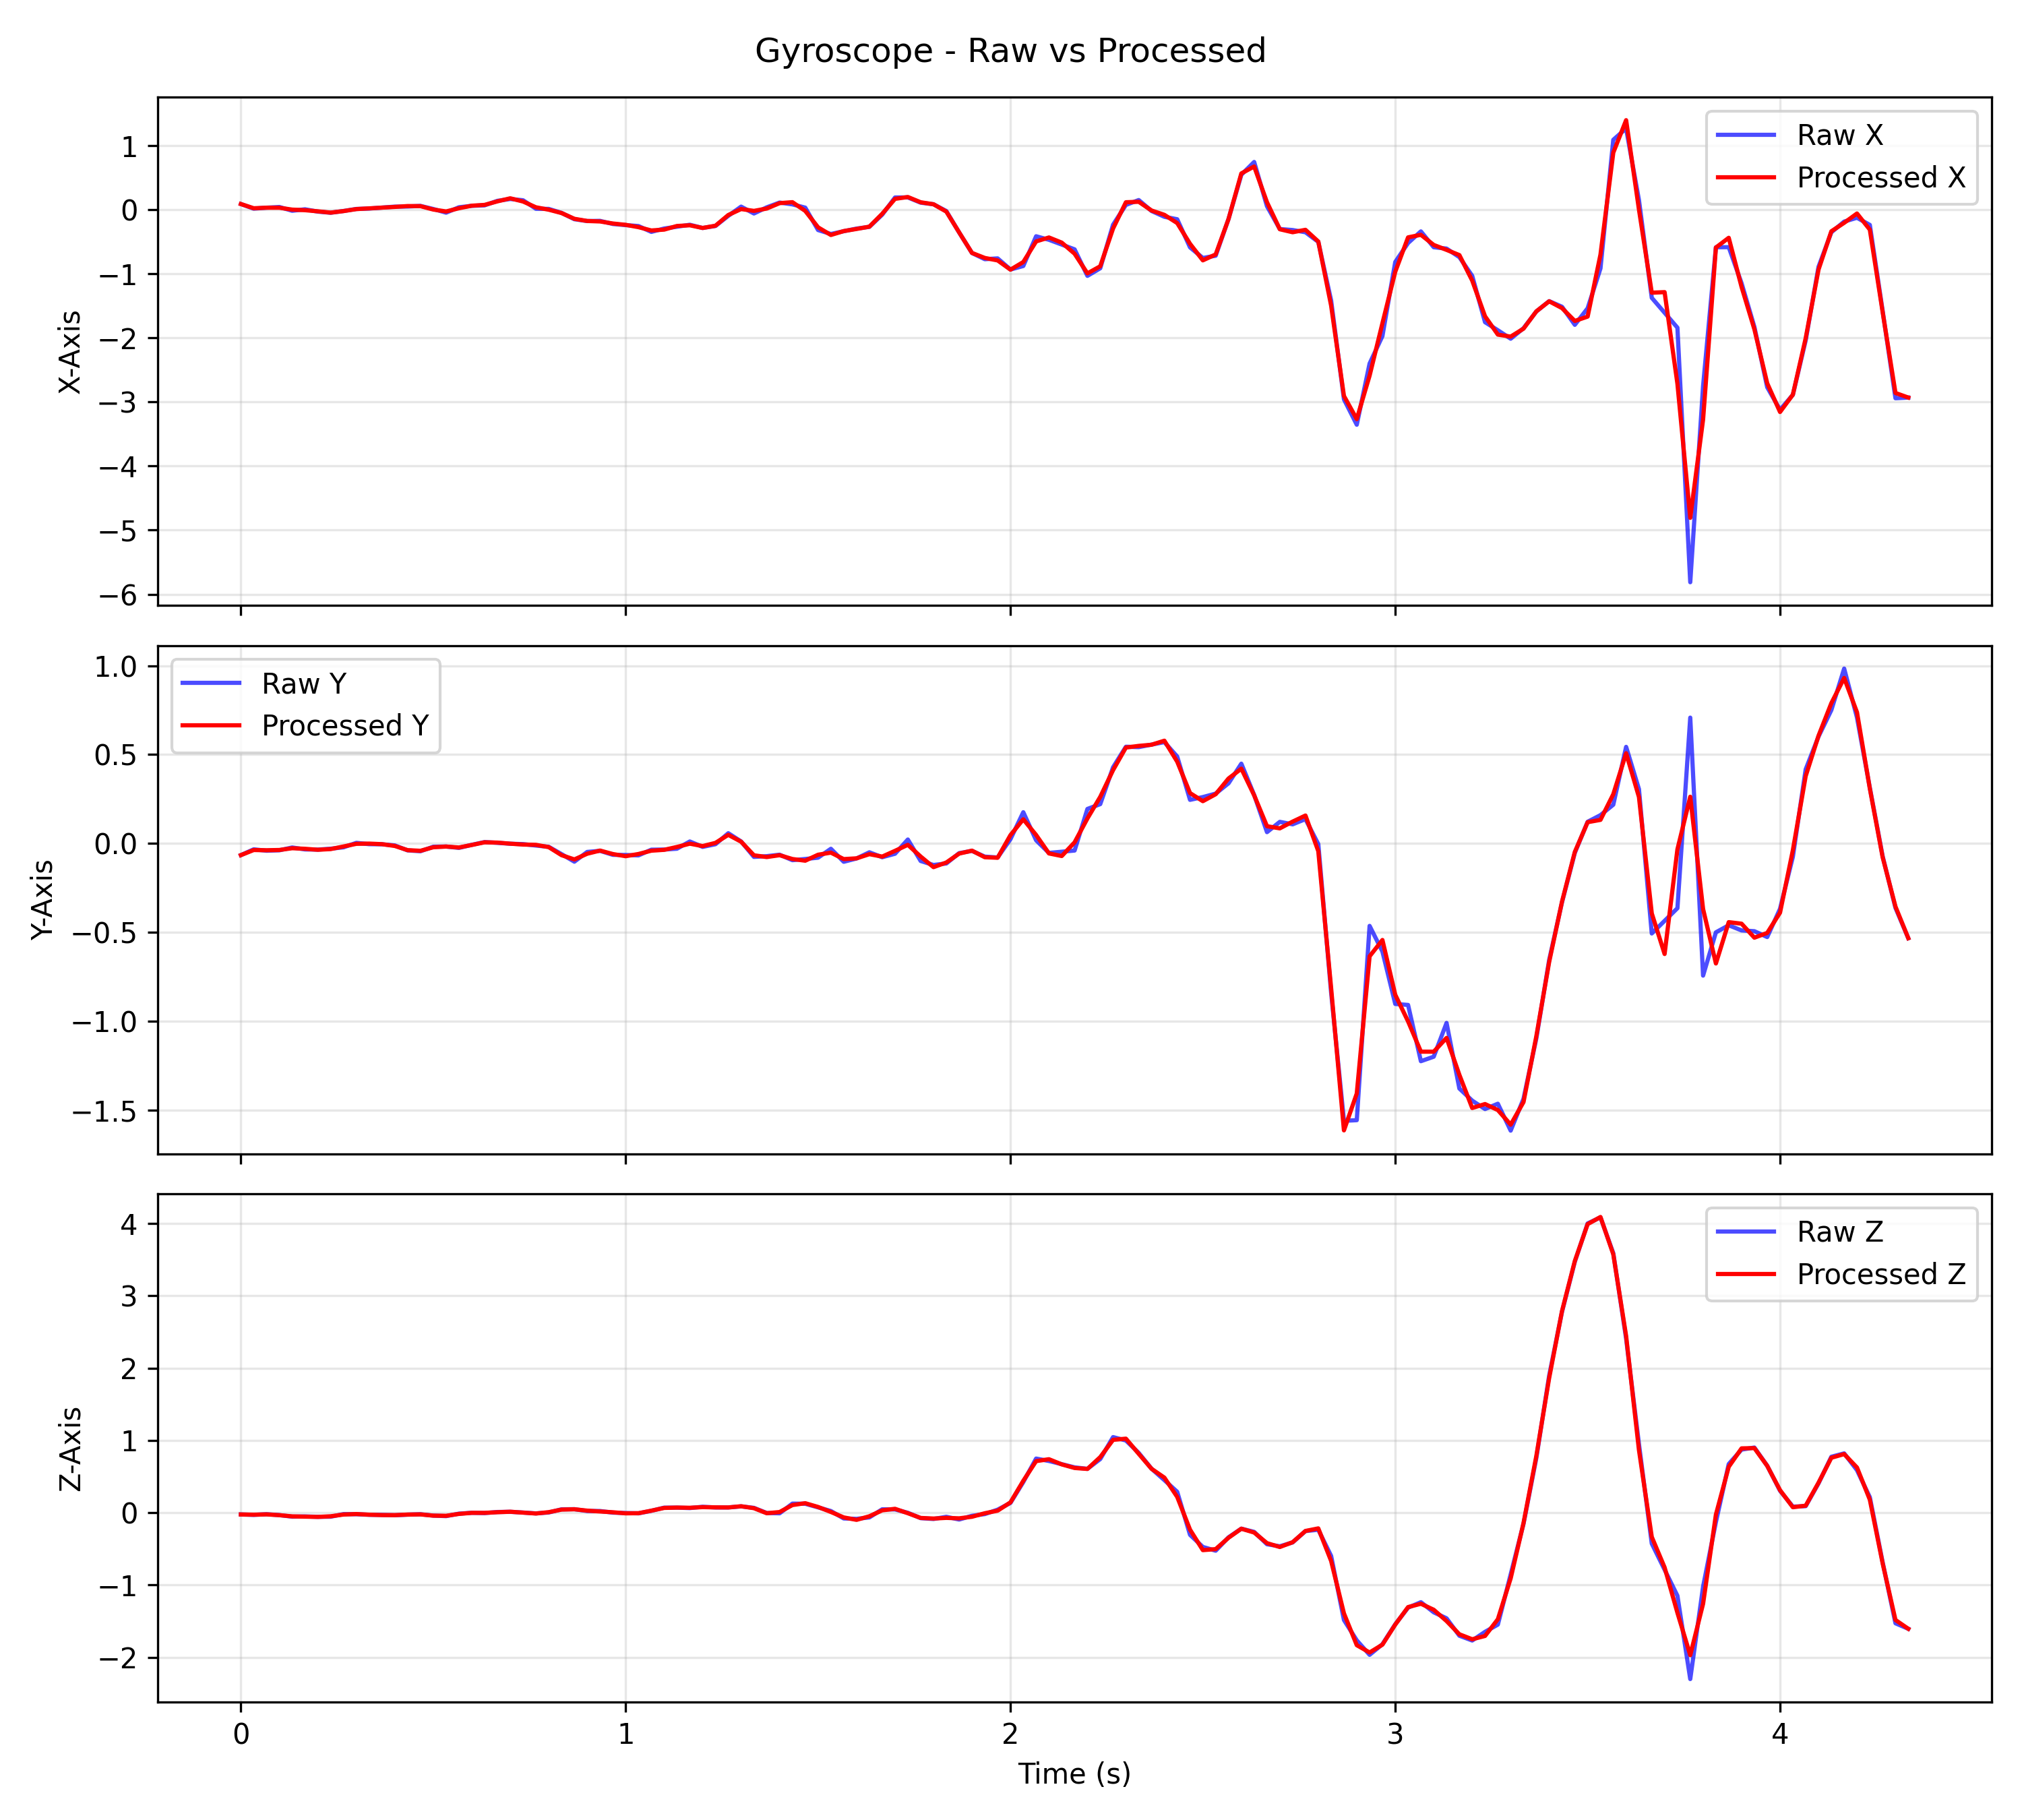 Gyroscope - Raw vs Processed
X-Axis
1
0
−1
−2
−3
−4
−5
−6
Raw X
Processed X
Y-Axis
1.0
0.5
0.0
−0.5
−1.0
−1.5
Raw Y
Processed Y
Z-Axis
4
3
2
1
0
−1
−2
Raw Z
Processed Z
0 1 2 3 4
Time (s)